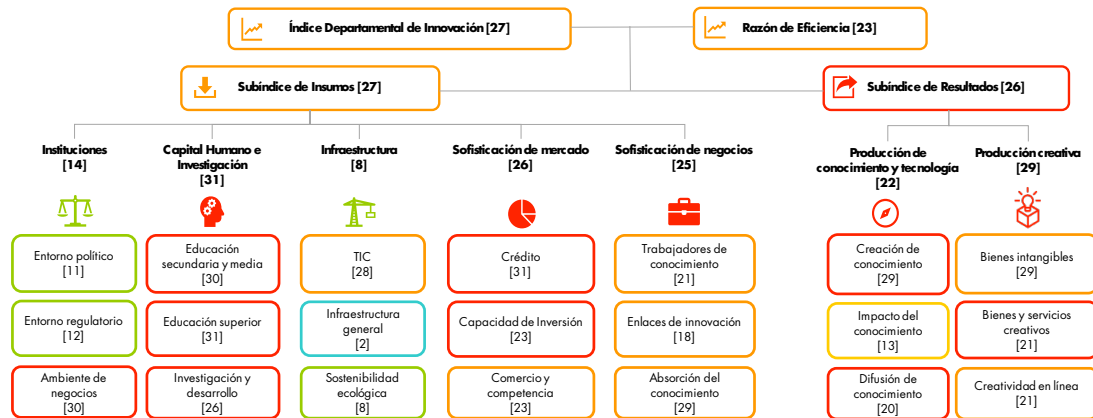 Índice Departamental de Innovación [27]
Razón de Eficiencia [23]
Subíndice de Insumos [27]
Subíndice de Resultados [26]
Instituciones
[14]
Capital Humano e
Investigación
[31]
Infraestructura
[8]
Sofisticación de mercado
[26]
Sofisticación de negocios
[25]
Producción de
conocimiento y tecnología
[22]
Producción creativa
[29]
Entorno político
[11]
Educación
secundaria y media
[30]
TIC
[28]
Crédito
[31]
Trabajadores de
conocimiento
[21]
Creación de
conocimiento
[29]
Bienes intangibles
[29]
Entorno regulatorio
[12]
Educación superior
[31]
Infraestructura
general
[2]
Capacidad de Inversión
[23]
Enlaces de innovación
[18]
Impacto del
conocimiento
[13]
Bienes y servicios
creativos
[21]
Ambiente de
negocios
[30]
Investigación y
desarrollo
[26]
Sostenibilidad
ecológica
[8]
Comercio y
competencia
[23]
Absorción del
conocimiento
[29]
Difusión de
conocimiento
[20]
Creatividad en línea
[21]